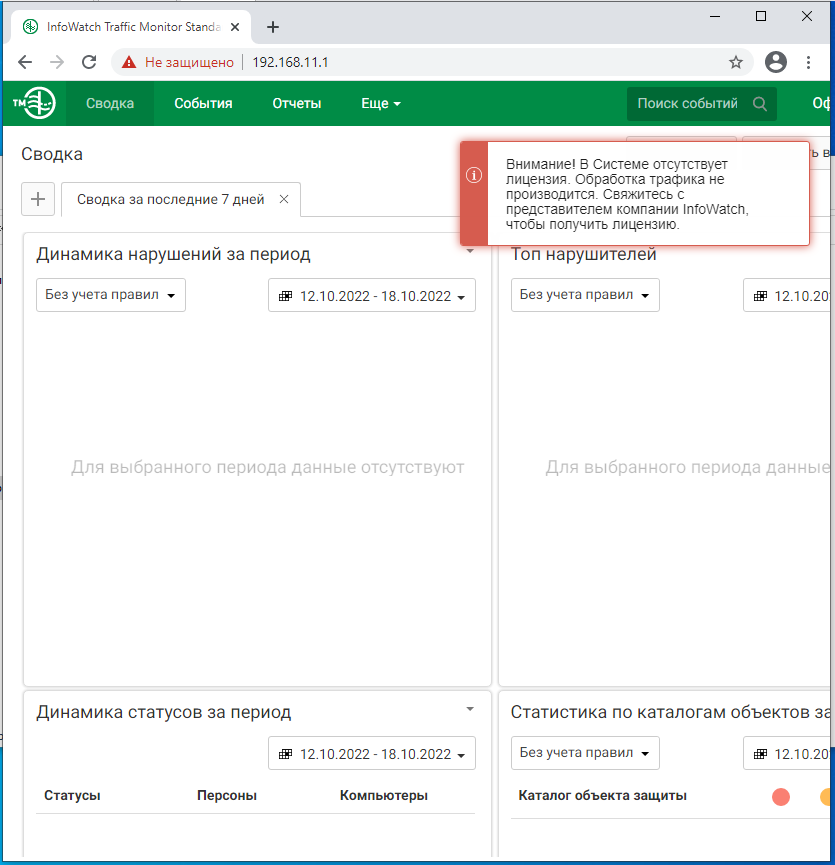 InfoWatch Traffic Monitor Standa
Не защищено
192.168.11.1
TM
Сводка
События
Отчеты
Еще
Поиск событий
Сводка
Внимание! В Системе отсутствует
лицензия. Обработка трафика не
производится. Свяжитесь с
представителем компании InfoWatch,
чтобы получить лицензию.
Сводка за последние 7 дней
Динамика нарушений за период
Без учета правил
12.10.2022 - 18.10.2022
Для выбранного периода данные отсутствуют
Топ нарушителей
Без учета правил
12.10.20
Для выбранного периода данные
Динамика статусов за период
12.10.2022 - 18.10.2022
Статусы
Персоны
Компьютеры
Статистика по каталогам объектов за
Без учета правил
12.10.20
Каталог объекта защиты